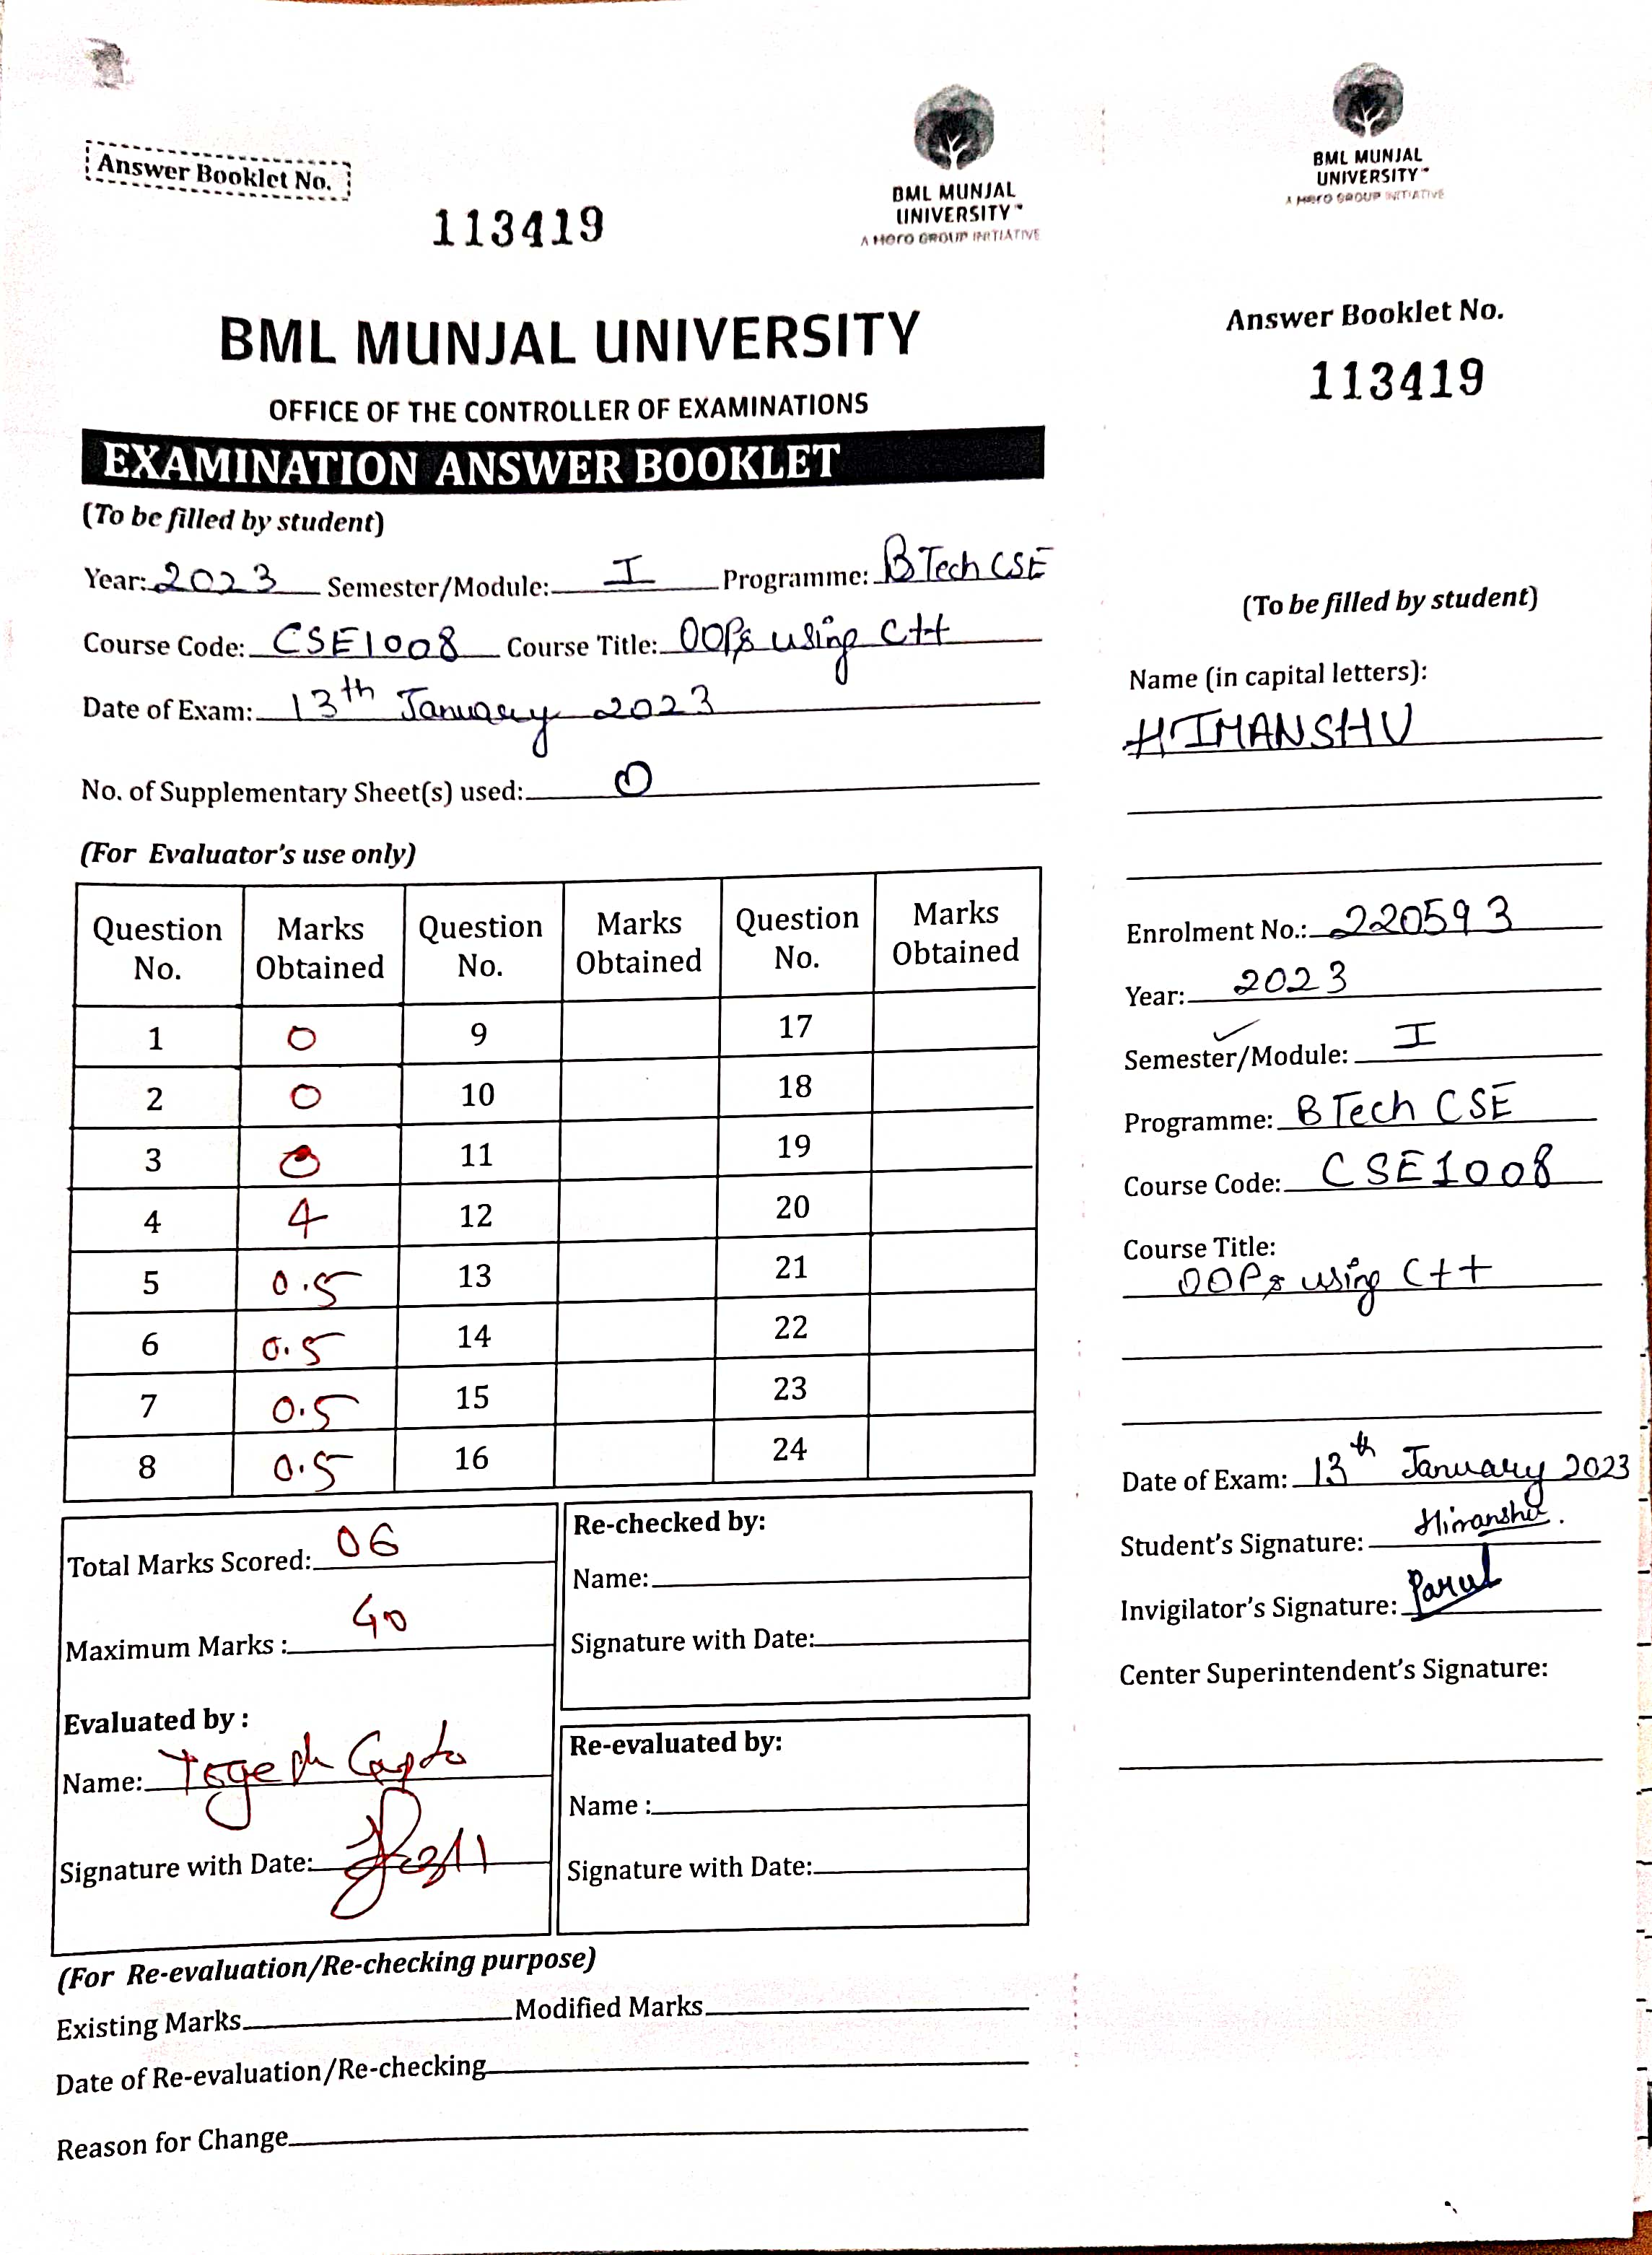 Answer Booklet No.
113419
BML MUNJAL
UNIVERSITY™
A Hero GROUP INITIATIVE
BML MUNJAL UNIVERSITY
OFFICE OF THE CONTROLLER OF EXAMINATIONS
EXAMINATION ANSWER BOOKLET
(To be filled by student)
Year: 2023 Semester/Module: I Programme: B Tech CSE
Course Code: CSE1008 Course Title: OOPs using C++
Date of Exam: 13th January 2023
No. of Supplementary Sheet(s) used: 0
(For Evaluator's use only)
Question No. Marks Obtained Question No. Marks Obtained Question No. Marks Obtained
1 0 9 17
2 0 10 18
3 0 11 19
4 4 12 20
5 0.5 13 21
6 0.5 14 22
7 0.5 15 23
8 0.5 16 24
Total Marks Scored: 06
Maximum Marks : 40
Evaluated by :
Name:
Signature with Date:
Re-checked by:
Name:
Signature with Date:
Re-evaluated by:
Name :
Signature with Date:
(For Re-evaluation/Re-checking purpose)
Existing Marks Modified Marks
Date of Re-evaluation/Re-checking
Reason for Change
BML MUNJAL
UNIVERSITY™
A Hero GROUP INITIATIVE
Answer Booklet No.
113419
(To be filled by student)
Name (in capital letters):
HIMANSHU
Enrolment No.: 220593
Year: 2023
Semester/Module: I
Programme: B Tech CSE
Course Code: CSE1008
Course Title:
OOPs using C++
Date of Exam: 13th January 2023
Student's Signature: Himanshu.
Invigilator's Signature: Parul
Center Superintendent's Signature: